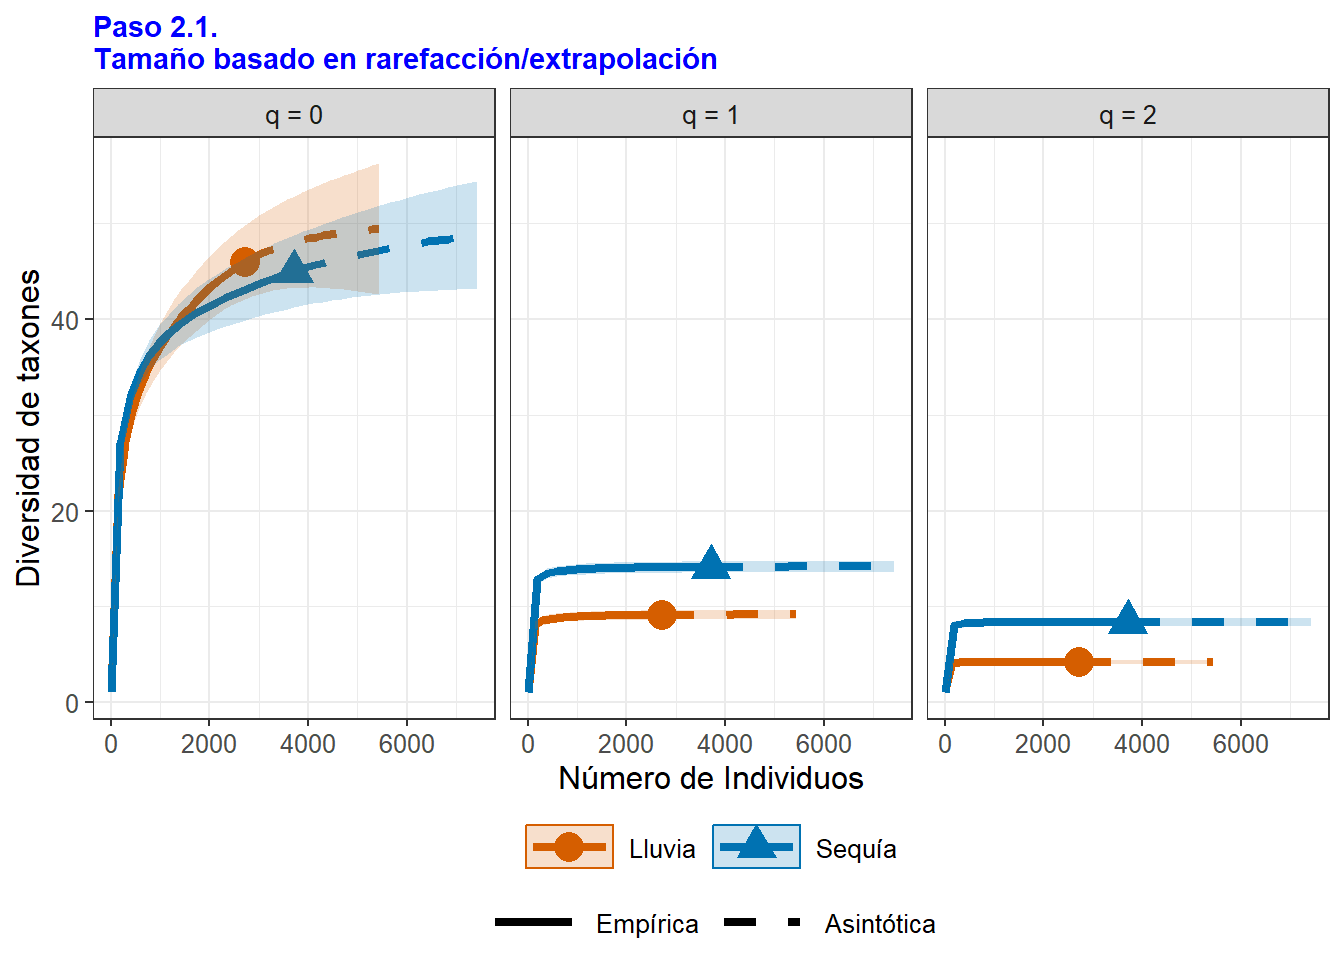 Paso 2.1.
Tamaño basado en rarefacción/extrapolación
q = 0
q = 1
q = 2
Diversidad de taxones
40
20
0
0 2000 4000 6000
0 2000 4000 6000
0 2000 4000 6000
Número de Individuos
Lluvia Sequía
Empírica Asintótica